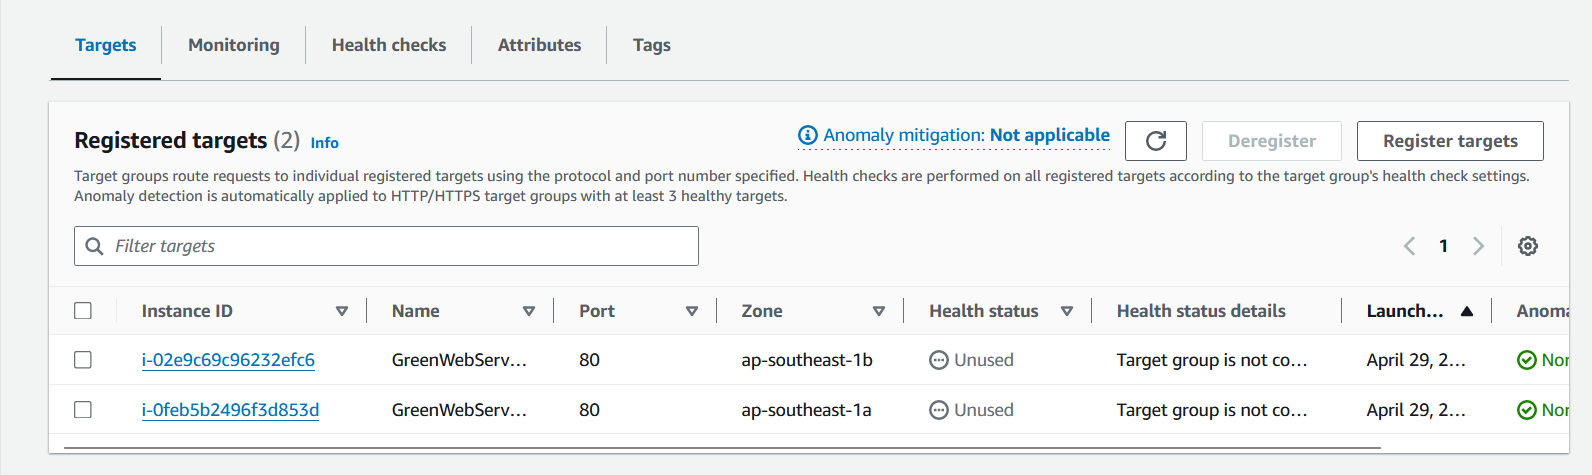 Targets Monitoring Health checks Attributes Tags
Registered targets (2) Info
Anomaly mitigation: Not applicable
Deregister
Register targets
Target groups route requests to individual registered targets using the protocol and port number specified. Health checks are performed on all registered targets according to the target group's health check settings.
Anomaly detection is automatically applied to HTTP/HTTPS target groups with at least 3 healthy targets.
Filter targets
1
Instance ID Name Port Zone Health status Health status details Launch... Anoma
i-02e9c69c96232efc6 GreenWebServ... 80 ap-southeast-1b Unused Target group is not co... April 29, 2... Nor
i-0feb5b2496f3d853d GreenWebServ... 80 ap-southeast-1a Unused Target group is not co... April 29, 2... Nor